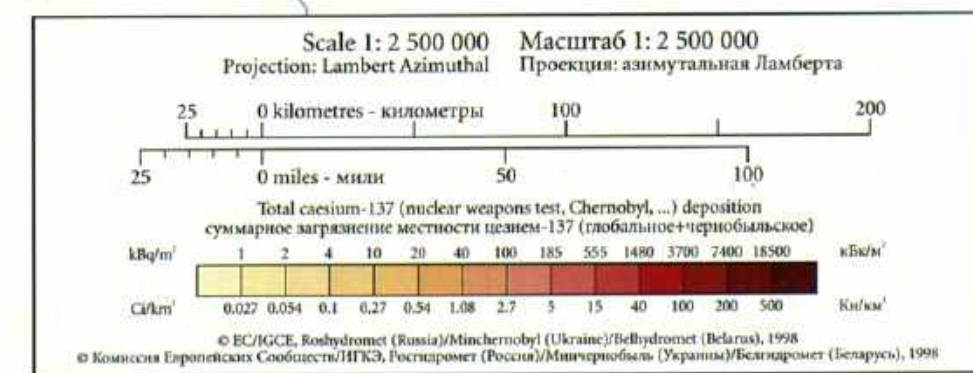 Scale 1: 2 500 000 Масштаб 1: 2 500 000
Projection: Lambert Azimuthal Проекция: азимутальная Ламберта
25 0 kilometres - километры 100 200
25 0 miles - мили 50 100
Total caesium-137 (nuclear weapons test, Chernobyl, ...) deposition
суммарное загрязнение местности цезием-137 (глобальное+чернобыльское)
kBq/m² 1 2 4 10 20 40 100 185 555 1480 3700 7400 18500 кБк/м²
Ci/km² 0.027 0.054 0.1 0.27 0.54 1.08 2.7 5 15 40 100 200 500 Ки/км²
© EC/IGCE, Roshydromet (Russia)/Minchernobyl (Ukraine)/Belhydromet (Belarus), 1998
© Комиссия Европейских Сообществ/ИГКЭ, Росгидромет (Россия)/Минчернобыль (Украины)/Белгидромет (Беларусь), 1998